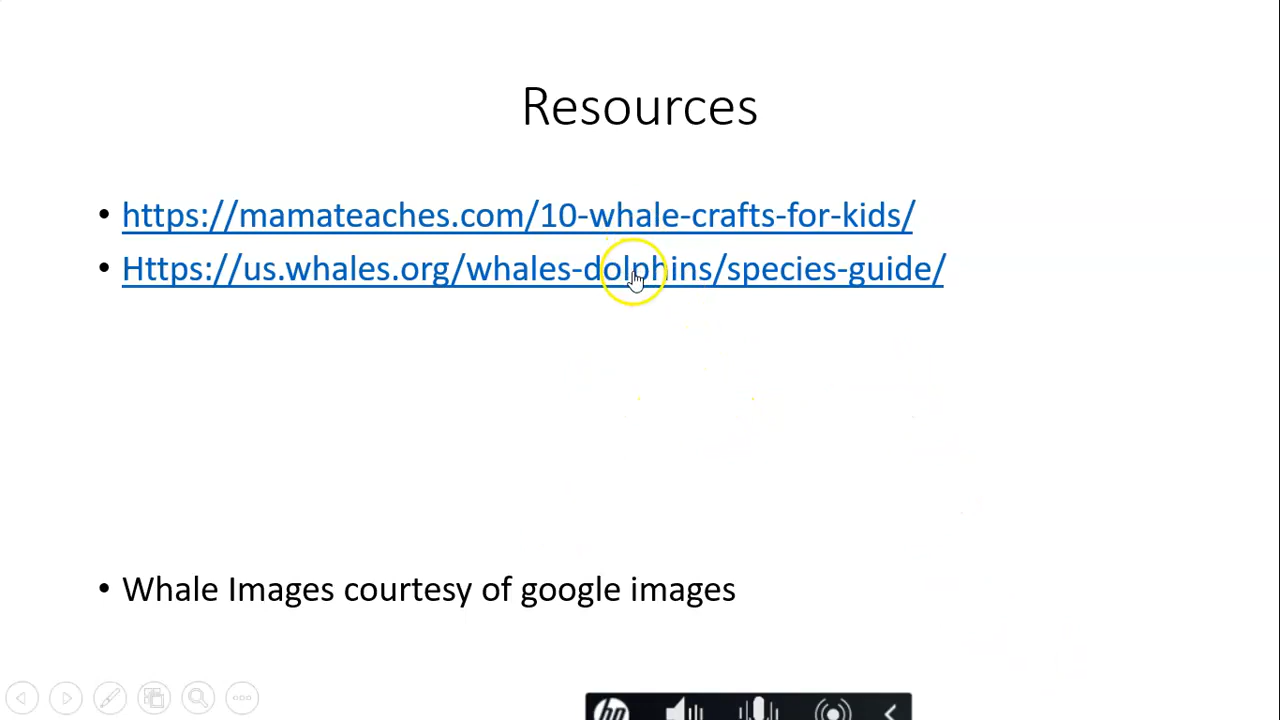 Resources
• https://mamateaches.com/10-whale-crafts-for-kids/
• Https://us.whales.org/whales-dolphins/species-guide/
• Whale Images courtesy of google images
hp